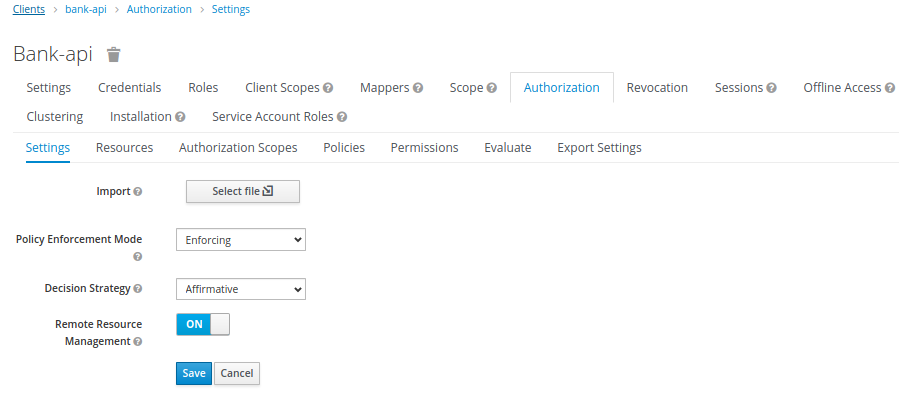 Clients > bank-api > Authorization > Settings
Bank-api
Settings Credentials Roles Client Scopes Mappers Scope Authorization Revocation Sessions Offline Access
Clustering Installation Service Account Roles
Settings Resources Authorization Scopes Policies Permissions Evaluate Export Settings
Import Select file
Policy Enforcement Mode Enforcing
Decision Strategy Affirmative
Remote Resource ON
Management
Save Cancel